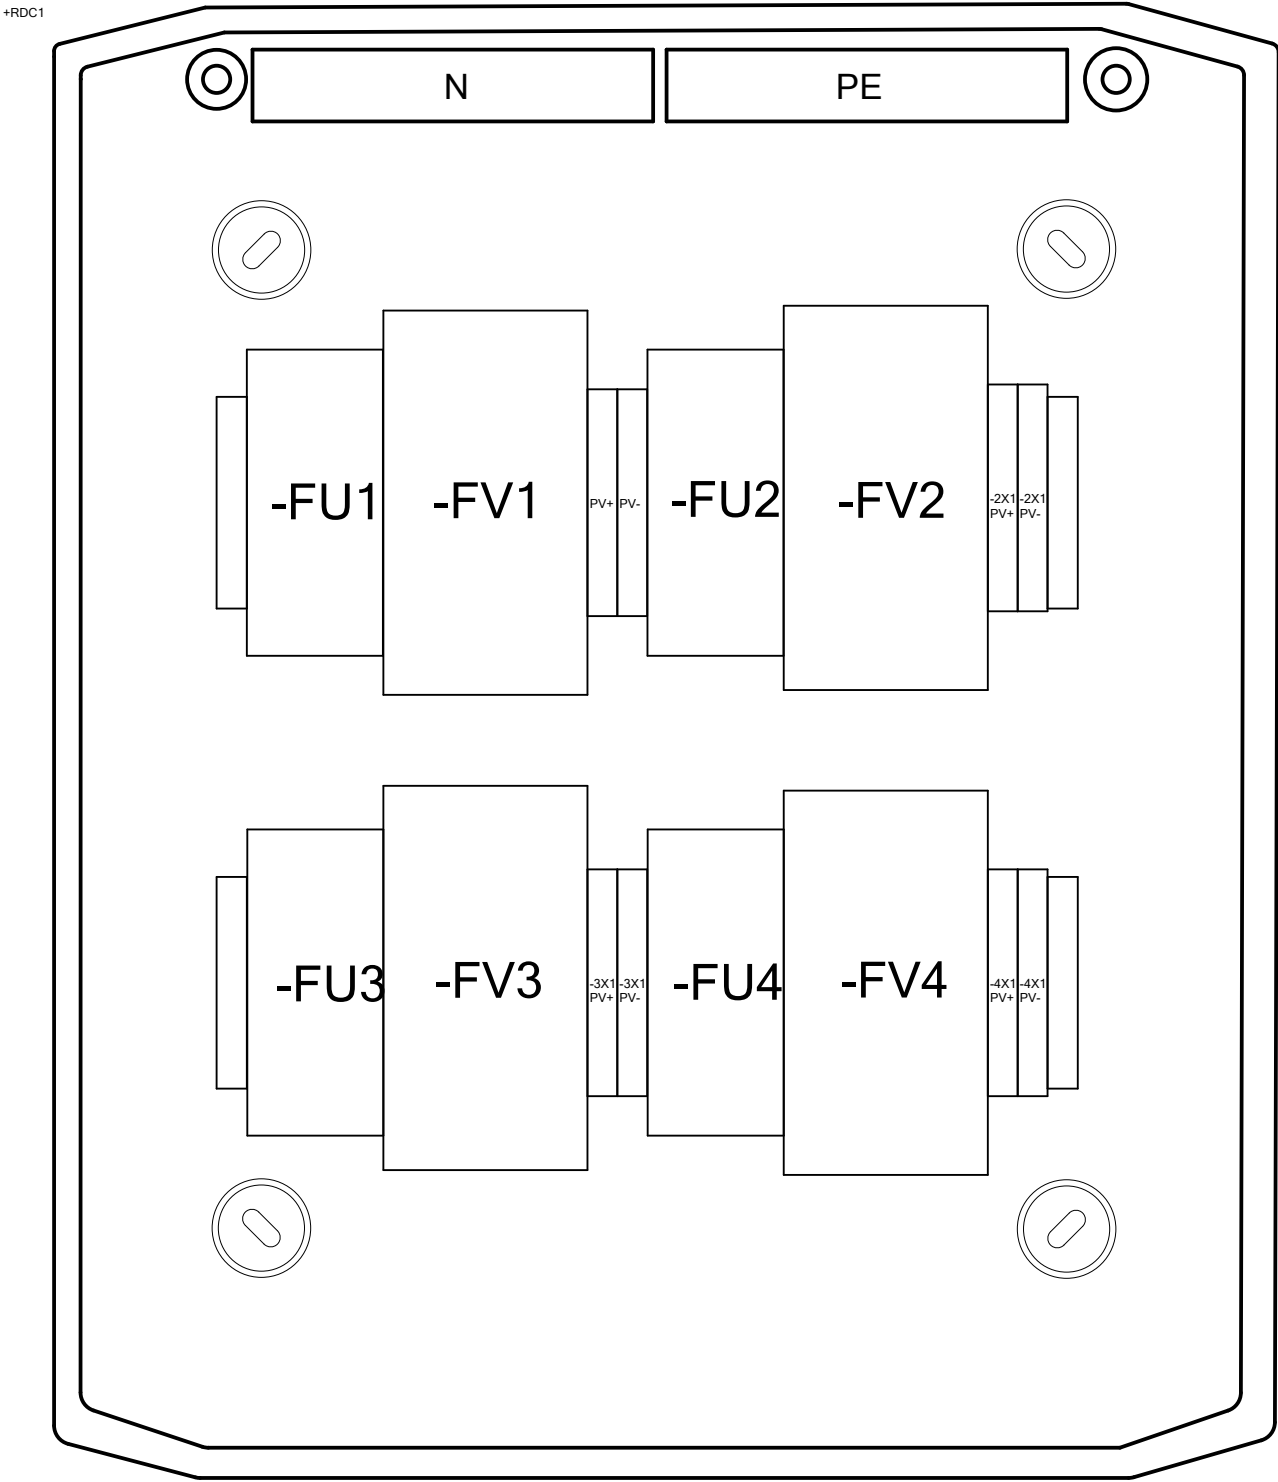 +RDC1
N
PE
-FU1
-FV1
PV+
PV-
-FU2
-FV2
-2X1
PV+
-2X1
PV-
-FU3
-FV3
-3X1
PV+
-3X1
PV-
-FU4
-FV4
-4X1
PV+
-4X1
PV-